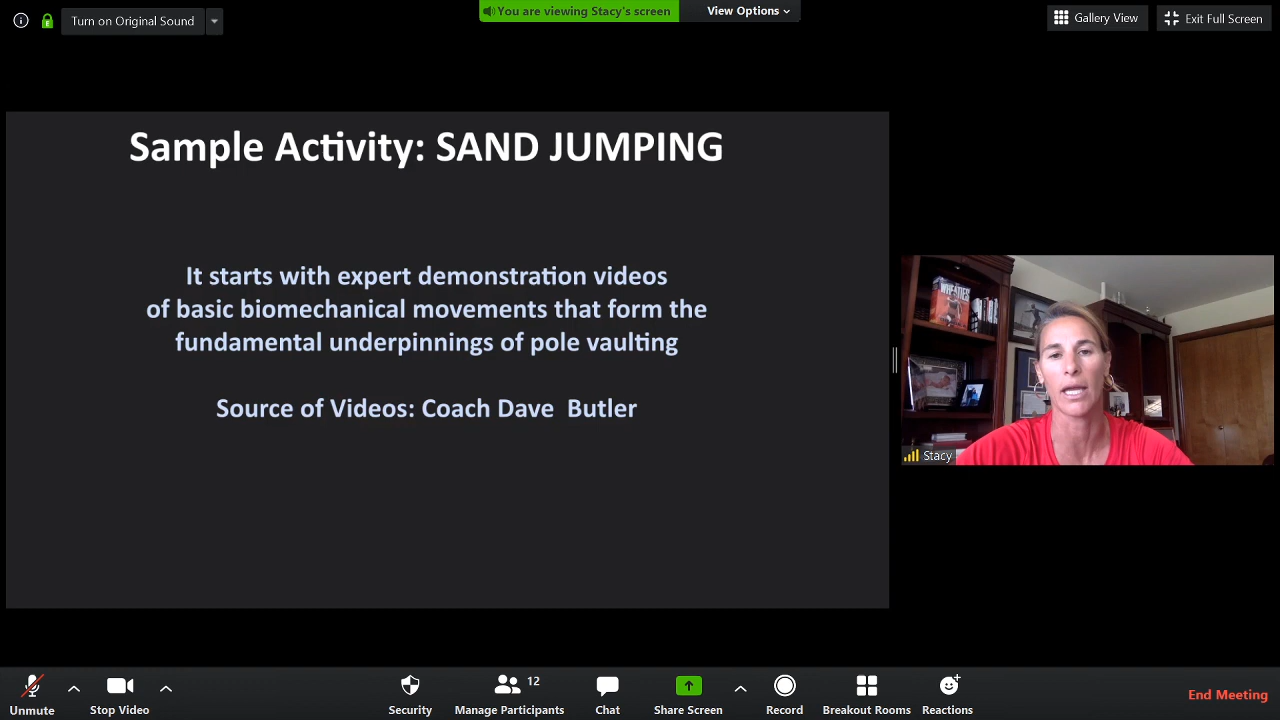 Turn on Original Sound
You are viewing Stacy's screen
View Options
Gallery View
Exit Full Screen
Sample Activity: SAND JUMPING
It starts with expert demonstration videos
of basic biomechanical movements that form the
fundamental underpinnings of pole vaulting
Source of Videos: Coach Dave Butler
WHEATIES
Stacy
Unmute
Stop Video
Security
12
Manage Participants
Chat
Share Screen
Record
Breakout Rooms
Reactions
End Meeting